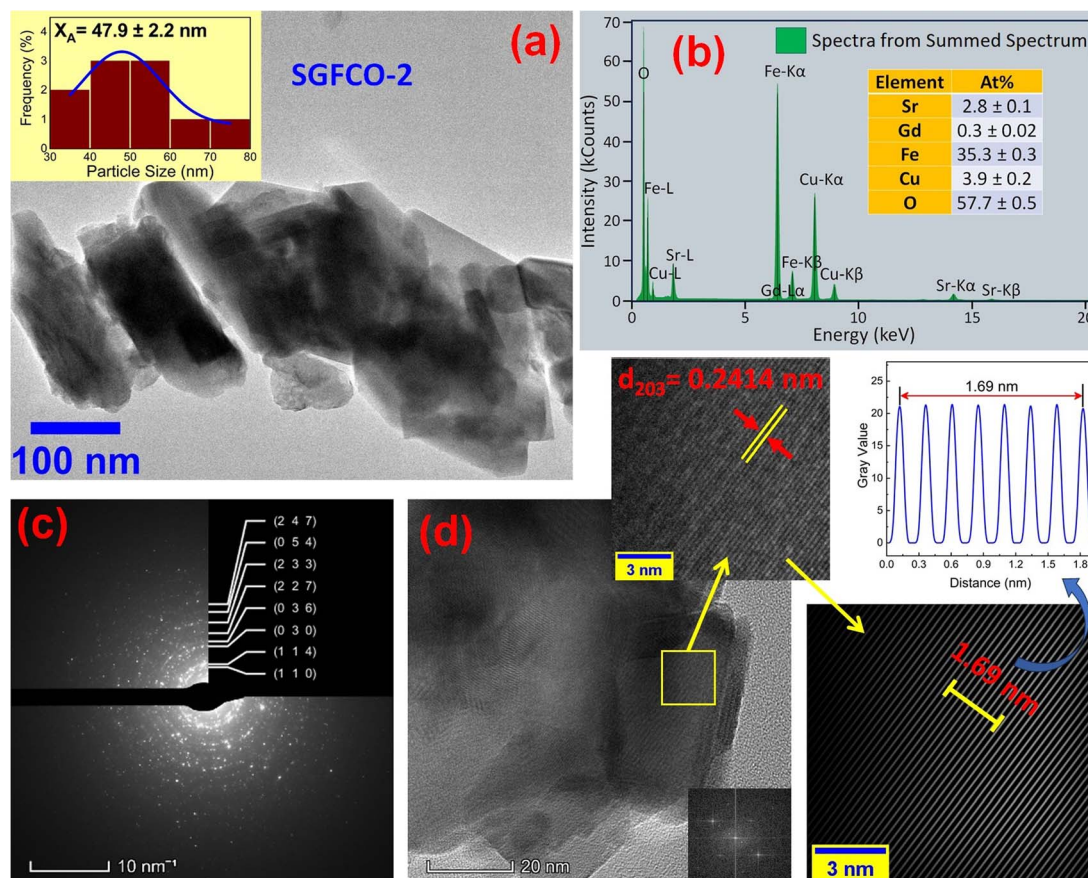 (a)
X_A = 47.9 ± 2.2 nm
Frequency (%)
4
3
2
1
30 40 50 60 70 80
Particle Size (nm)
SGFCO-2
100 nm
(b)
Spectra from Summed Spectrum
Intensity (kCounts)
70
60
50
40
30
20
10
0
0 5 10 15 20
Energy (keV)
O
Fe-L
Cu-L
Sr-L
Fe-Kα
Gd-Lα
Fe-Kβ
Cu-Kα
Cu-Kβ
Sr-Kα
Sr-Kβ
Element At%
Sr 2.8 ± 0.1
Gd 0.3 ± 0.02
Fe 35.3 ± 0.3
Cu 3.9 ± 0.2
O 57.7 ± 0.5
(c)
(2 4 7)
(0 5 4)
(2 3 3)
(2 2 7)
(0 3 6)
(0 3 0)
(1 1 4)
(1 1 0)
10 nm⁻¹
(d)
20 nm
d₂₀₃= 0.2414 nm
3 nm
1.69 nm
Gray Value
25
20
15
10
5
0
0.0 0.3 0.6 0.9 1.2 1.5 1.8
Distance (nm)
1.69 nm
3 nm